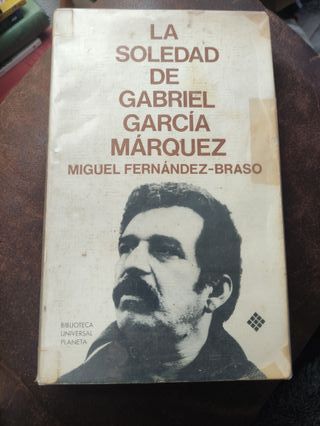 LA
SOLEDAD
DE
GABRIEL
GARCÍA
MÁRQUEZ
MIGUEL FERNÁNDEZ-BRASO
BIBLIOTECA
UNIVERSAL
PLANETA